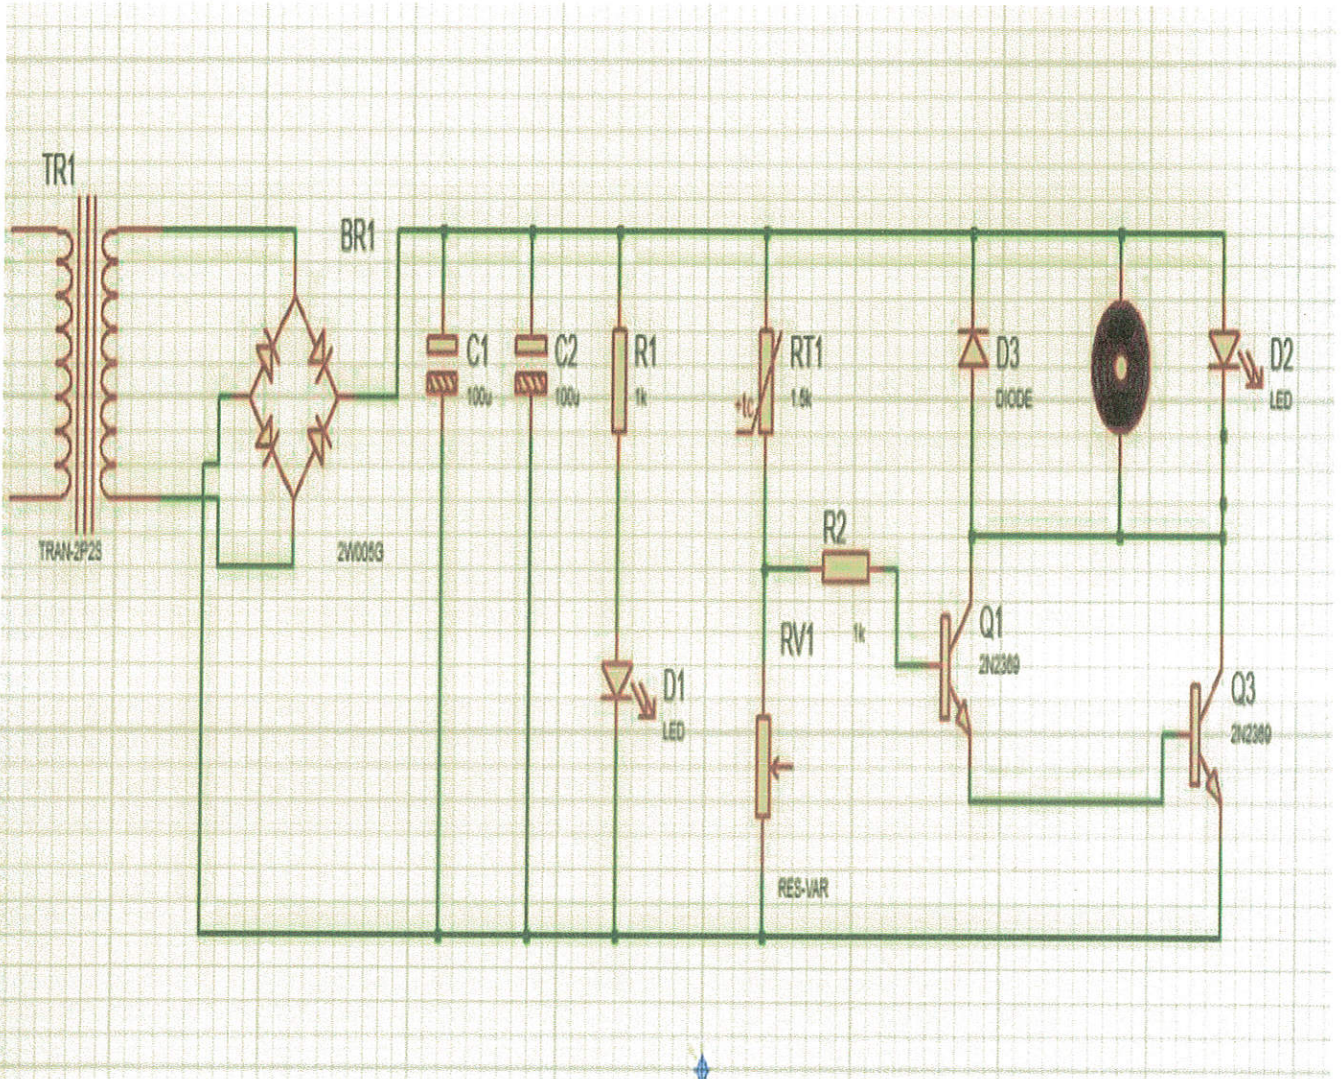 TR1
TRAN-2P2S
BR1
2W005G
C1
100u
C2
100u
R1
1k
D1
LED
RT1
1.5k
+tc
R2
1k
RV1
RES-VAR
D3
DIODE
D2
LED
Q1
2N2369
Q3
2N2369